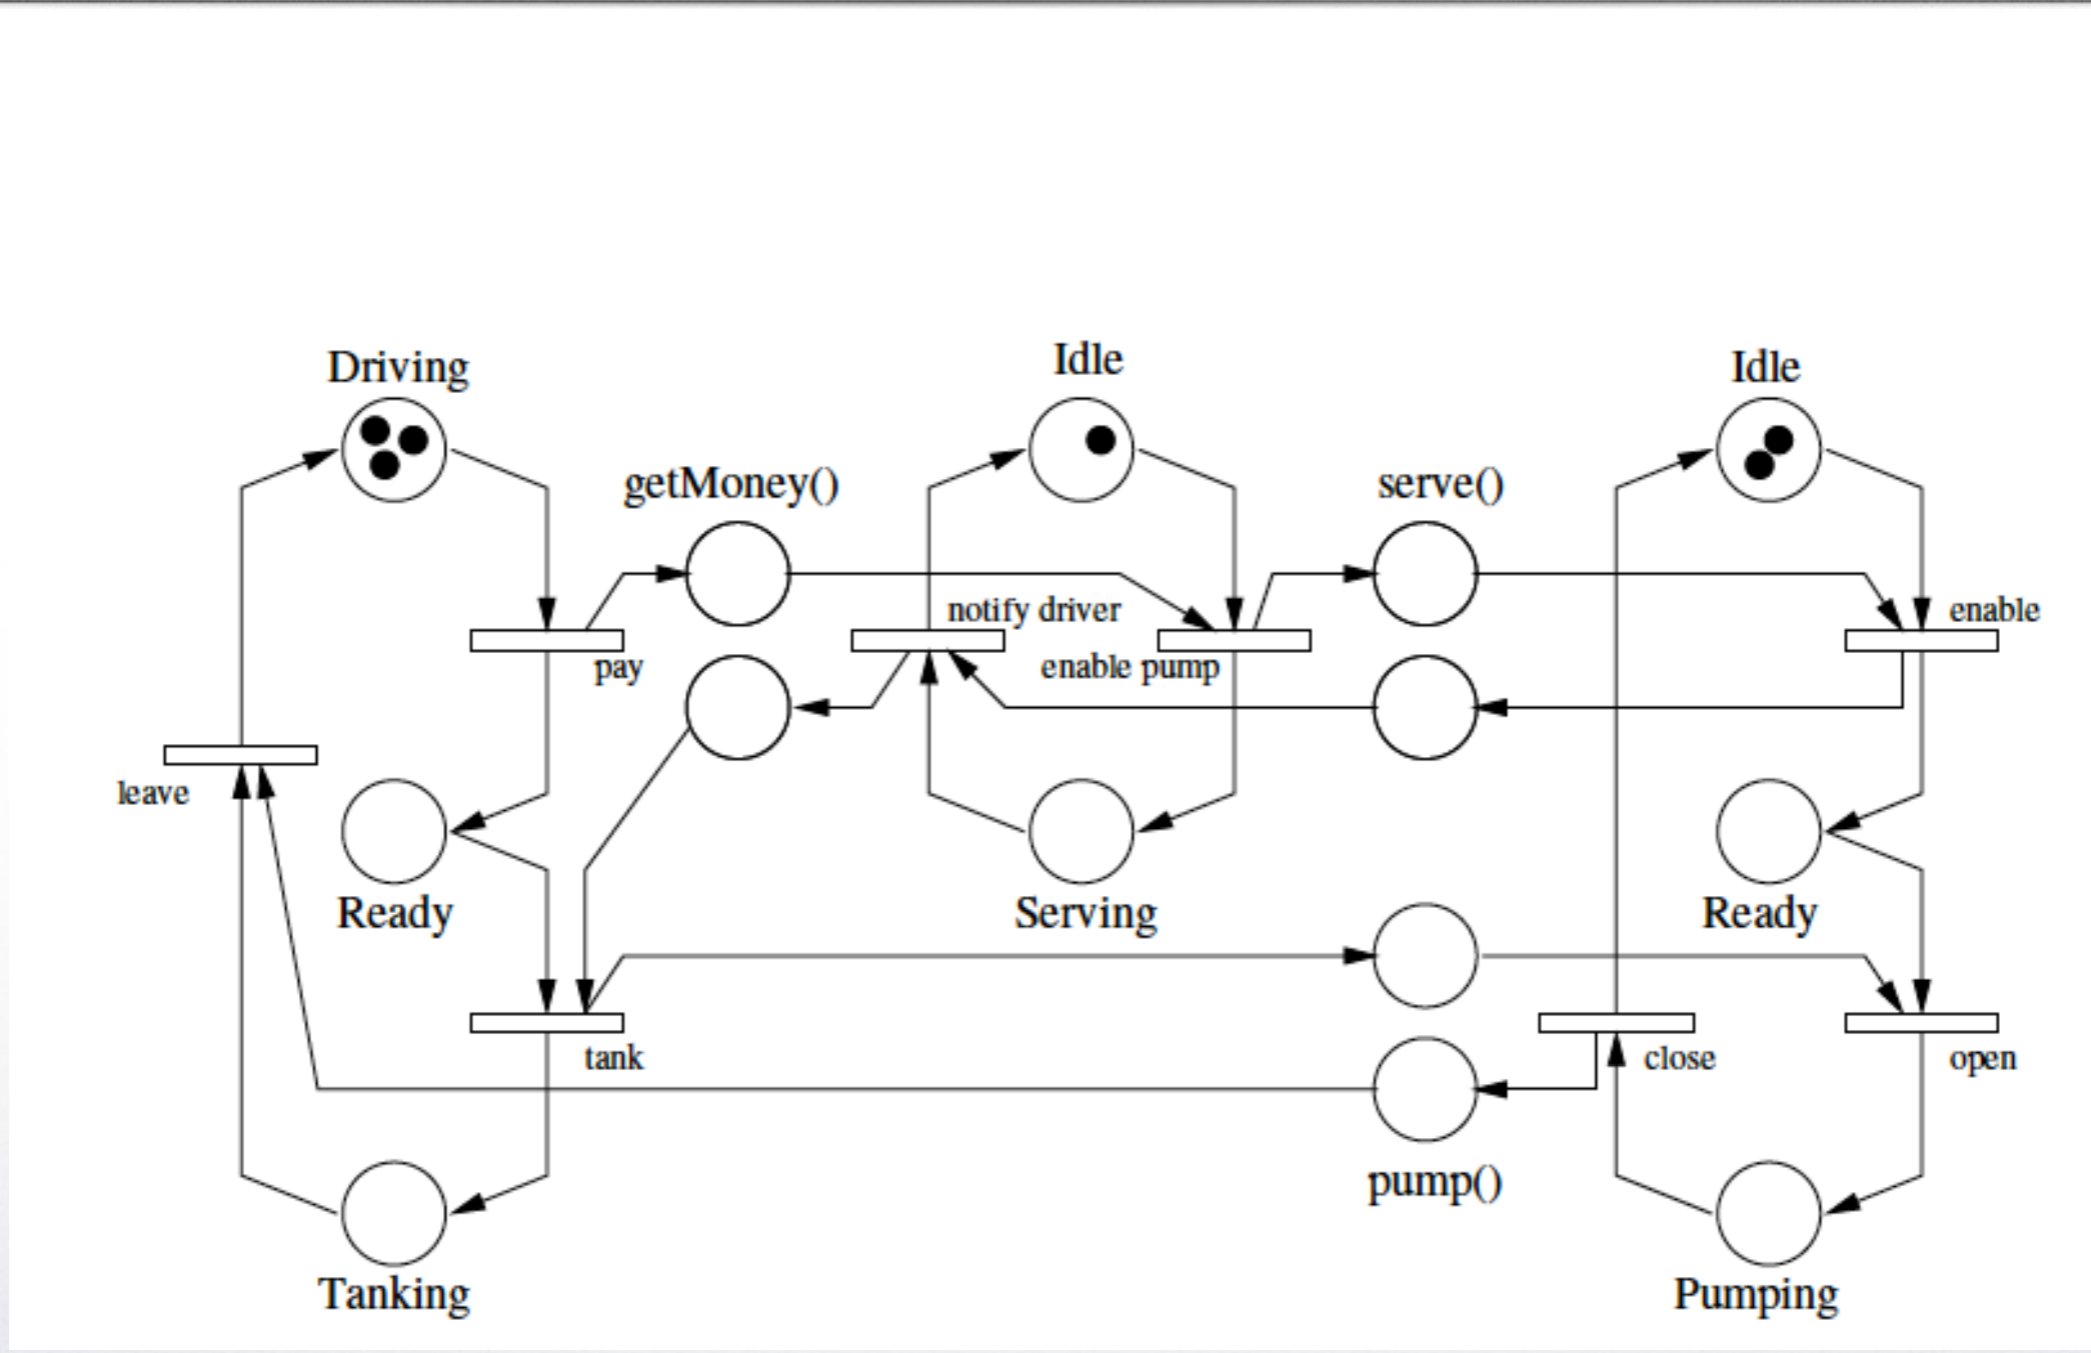 Driving
Idle
Idle
getMoney()
serve()
notify driver
enable
pay
enable pump
leave
Ready
Serving
Ready
tank
close
open
pump()
Tanking
Pumping